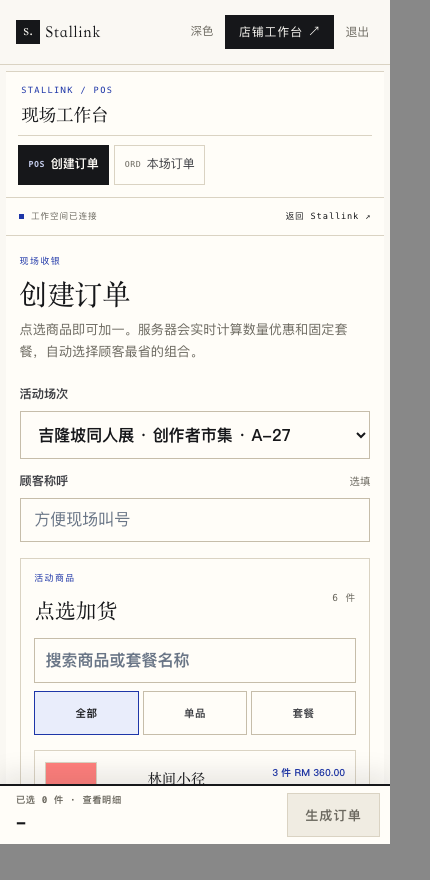 S. Stallink 深色 店铺工作台 ↗ 退出
STALLINK / POS
现场工作台
POS 创建订单 ORD 本场订单
工作空间已连接 返回 Stallink ↗
现场收银
创建订单
点选商品即可加一。服务器会实时计算数量优惠和固定套
餐，自动选择顾客最省的组合。
活动场次
吉隆坡同人展 · 创作者市集 · A-27
顾客称呼 选填
方便现场叫号
活动商品
点选加货 6 件
搜索商品或套餐名称
全部 单品 套餐
林间小径 3 件 RM 360.00
已选 0 件 · 查看明细
– 生成订单